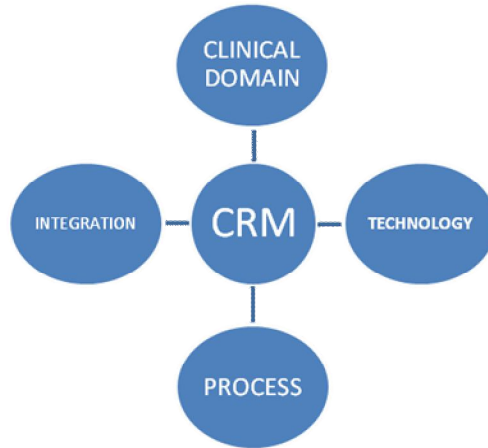 CLINICAL
DOMAIN
INTEGRATION
CRM
TECHNOLOGY
PROCESS